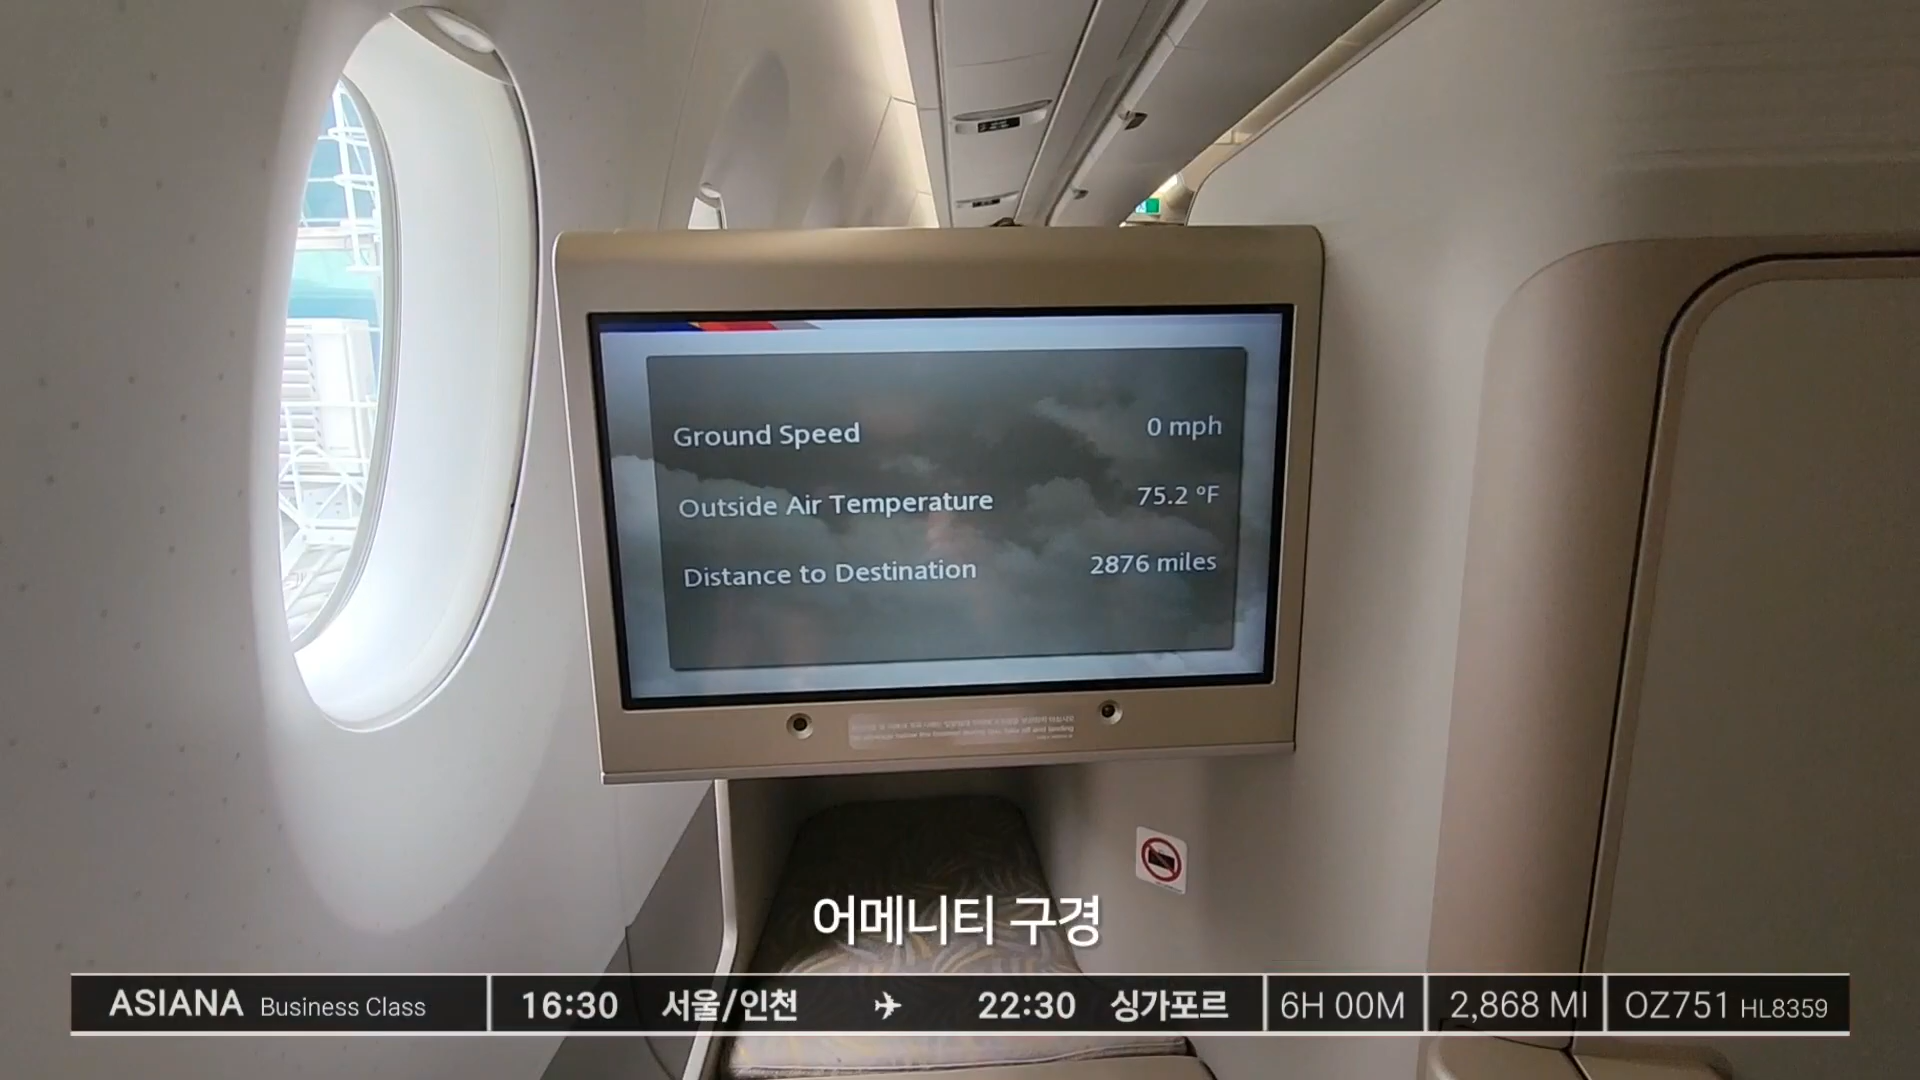 Ground Speed 0 mph
Outside Air Temperature 75.2 ºF
Distance to Destination 2876 miles
어메니티 구경
ASIANA Business Class 16:30 서울/인천 ✈ 22:30 싱가포르 6H 00M 2,868 MI OZ751 HL8359